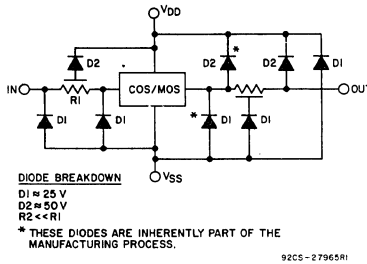 VDD
*
D2
D2
D2
D1
IN
R1
COS/MOS
OUT
D1
D1
*
D1
D1
VSS
DIODE BREAKDOWN
D1 ≈ 25 V
D2 ≈ 50 V
R2 << R1
* THESE DIODES ARE INHERENTLY PART OF THE
MANUFACTURING PROCESS.
92CS-27965R1